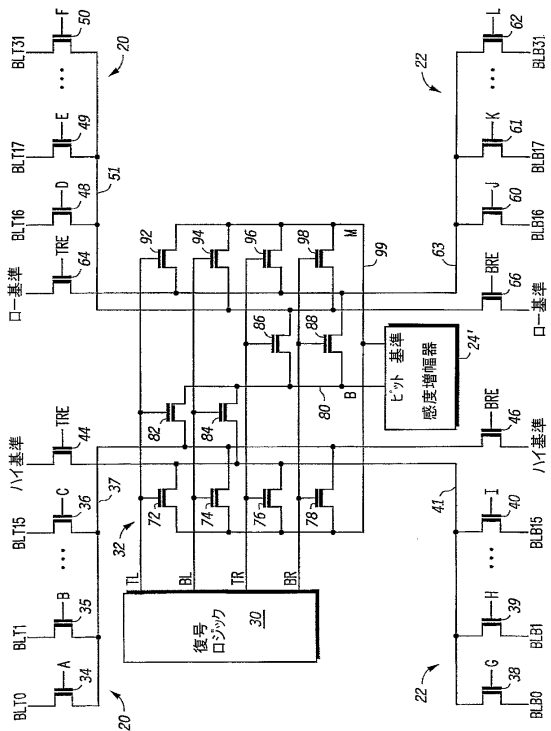 BLT0
A
34
20
BLT1
B
35
BLT15
C
36
37
ハイ基準
TRE
44
ロー基準
TRE
64
BLT16
D
48
BLT17
E
49
51
BLT31
F
50
20
32
TL
BL
TR
BR
復号
ロジック
30
72
74
76
78
82
84
80
B
86
88
92
94
96
98
M
99
ビット 基準
感度増幅器
24'
22
BLB0
G
38
BLB1
H
39
BLB15
I
40
41
ハイ基準
BRE
46
ロー基準
BRE
66
63
BLB16
J
60
BLB17
K
61
BLB31
L
62
22